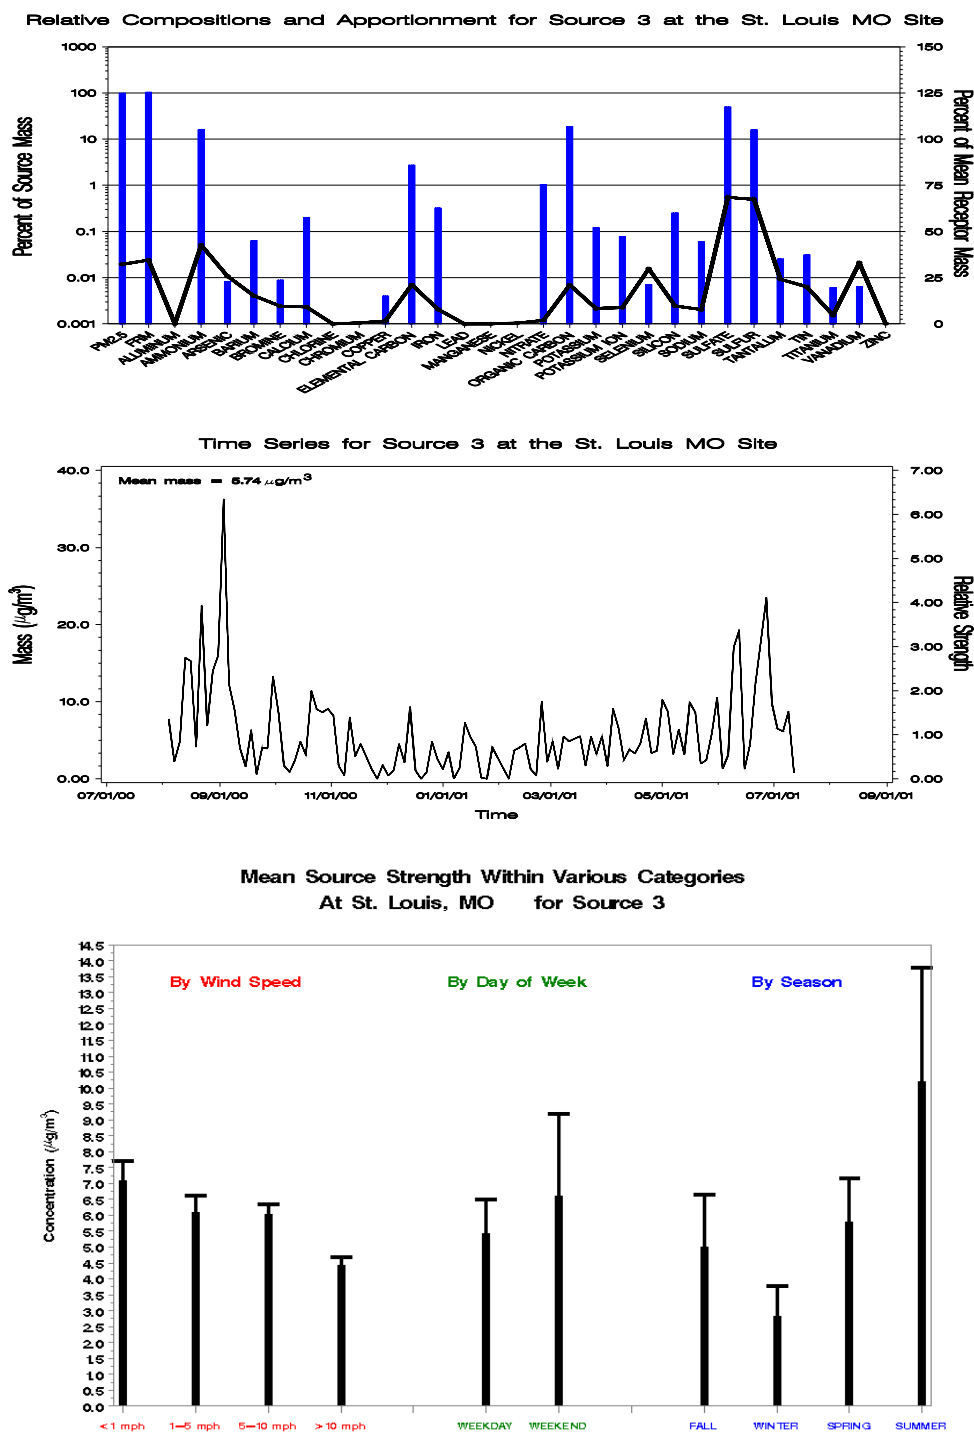 Relative Compositions and Apportionment for Source 3 at the St. Louis MO Site
Percent of Source Mass
1000
100
10
1
0.1
0.01
0.001
150
125
100
75
50
25
0
Percent of Mean Receptor Mass
PM2.5
FRM
ALUMINUM
AMMONIUM
ARSENIC
BARIUM
BROMINE
CALCIUM
CHLORINE
CHROMIUM
COPPER
ELEMENTAL CARBON
IRON
LEAD
MANGANESE
NICKEL
NITRATE
ORGANIC CARBON
POTASSIUM
POTASSIUM ION
SELENIUM
SILICON
SODIUM
SULFATE
SULFUR
TANTALUM
TIN
TITANIUM
VANADIUM
ZINC
Time Series for Source 3 at the St. Louis MO Site
Mean mass = 5.74 μg/m³
Mass (μg/m³)
40.0
30.0
20.0
10.0
0.00
7.00
6.00
5.00
4.00
3.00
2.00
1.00
0.00
Relative Strength
07/01/00
09/01/00
11/01/00
01/01/01
03/01/01
05/01/01
07/01/01
09/01/01
Time
Mean Source Strength Within Various Categories
At St. Louis, MO for Source 3
Concentration (μg/m³)
14.5
14.0
13.5
13.0
12.5
12.0
11.5
11.0
10.5
10.0
9.5
9.0
8.5
8.0
7.5
7.0
6.5
6.0
5.5
5.0
4.5
4.0
3.5
3.0
2.5
2.0
1.5
1.0
0.5
0.0
By Wind Speed
By Day of Week
By Season
<1 mph
1-5 mph
5-10 mph
>10 mph
WEEKDAY
WEEKEND
FALL
WINTER
SPRING
SUMMER